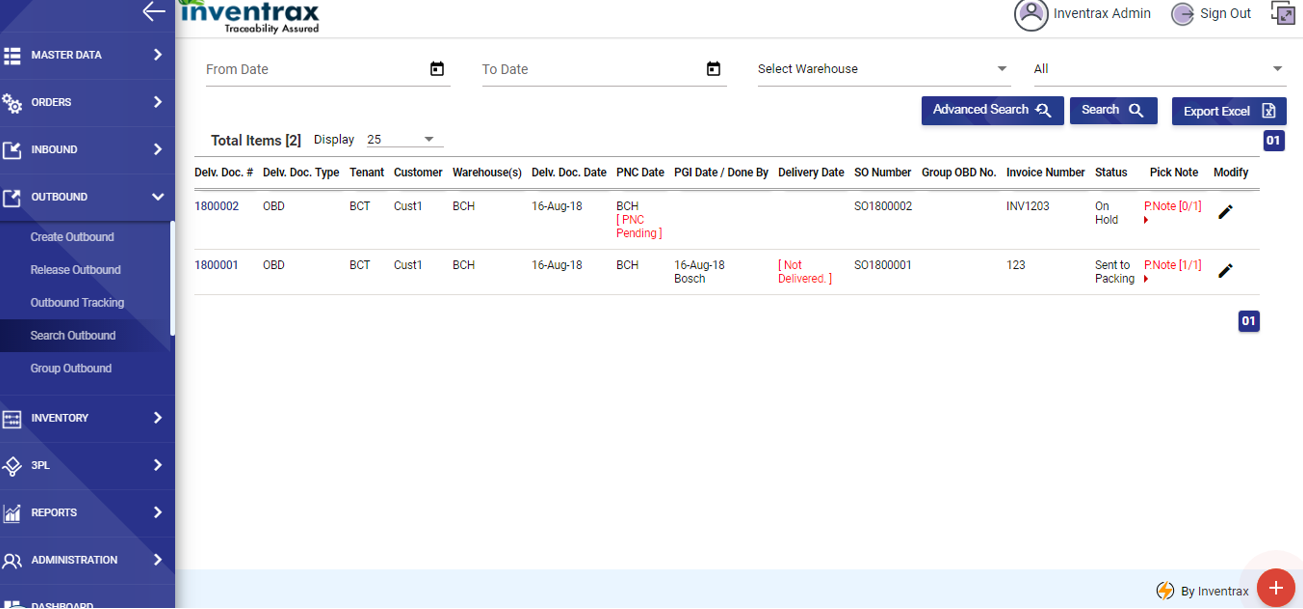 inventrax
Traceability Assured
Inventrax Admin
Sign Out
MASTER DATA
ORDERS
INBOUND
OUTBOUND
Create Outbound
Release Outbound
Outbound Tracking
Search Outbound
Group Outbound
INVENTORY
3PL
REPORTS
ADMINISTRATION
DASHBOARD
From Date
To Date
Select Warehouse
All
Advanced Search
Search
Export Excel
Total Items [2] Display 25
01
Delv. Doc. # Delv. Doc. Type Tenant Customer Warehouse(s) Delv. Doc. Date PNC Date PGI Date / Done By Delivery Date SO Number Group OBD No. Invoice Number Status Pick Note Modify
1800002 OBD BCT Cust1 BCH 16-Aug-18 BCH SO1800002 INV1203 On P.Note [0/1]
[ PNC Hold
Pending ]
1800001 OBD BCT Cust1 BCH 16-Aug-18 BCH 16-Aug-18 [ Not SO1800001 123 Sent to P.Note [1/1]
Bosch Delivered. ] Packing
01
By Inventrax